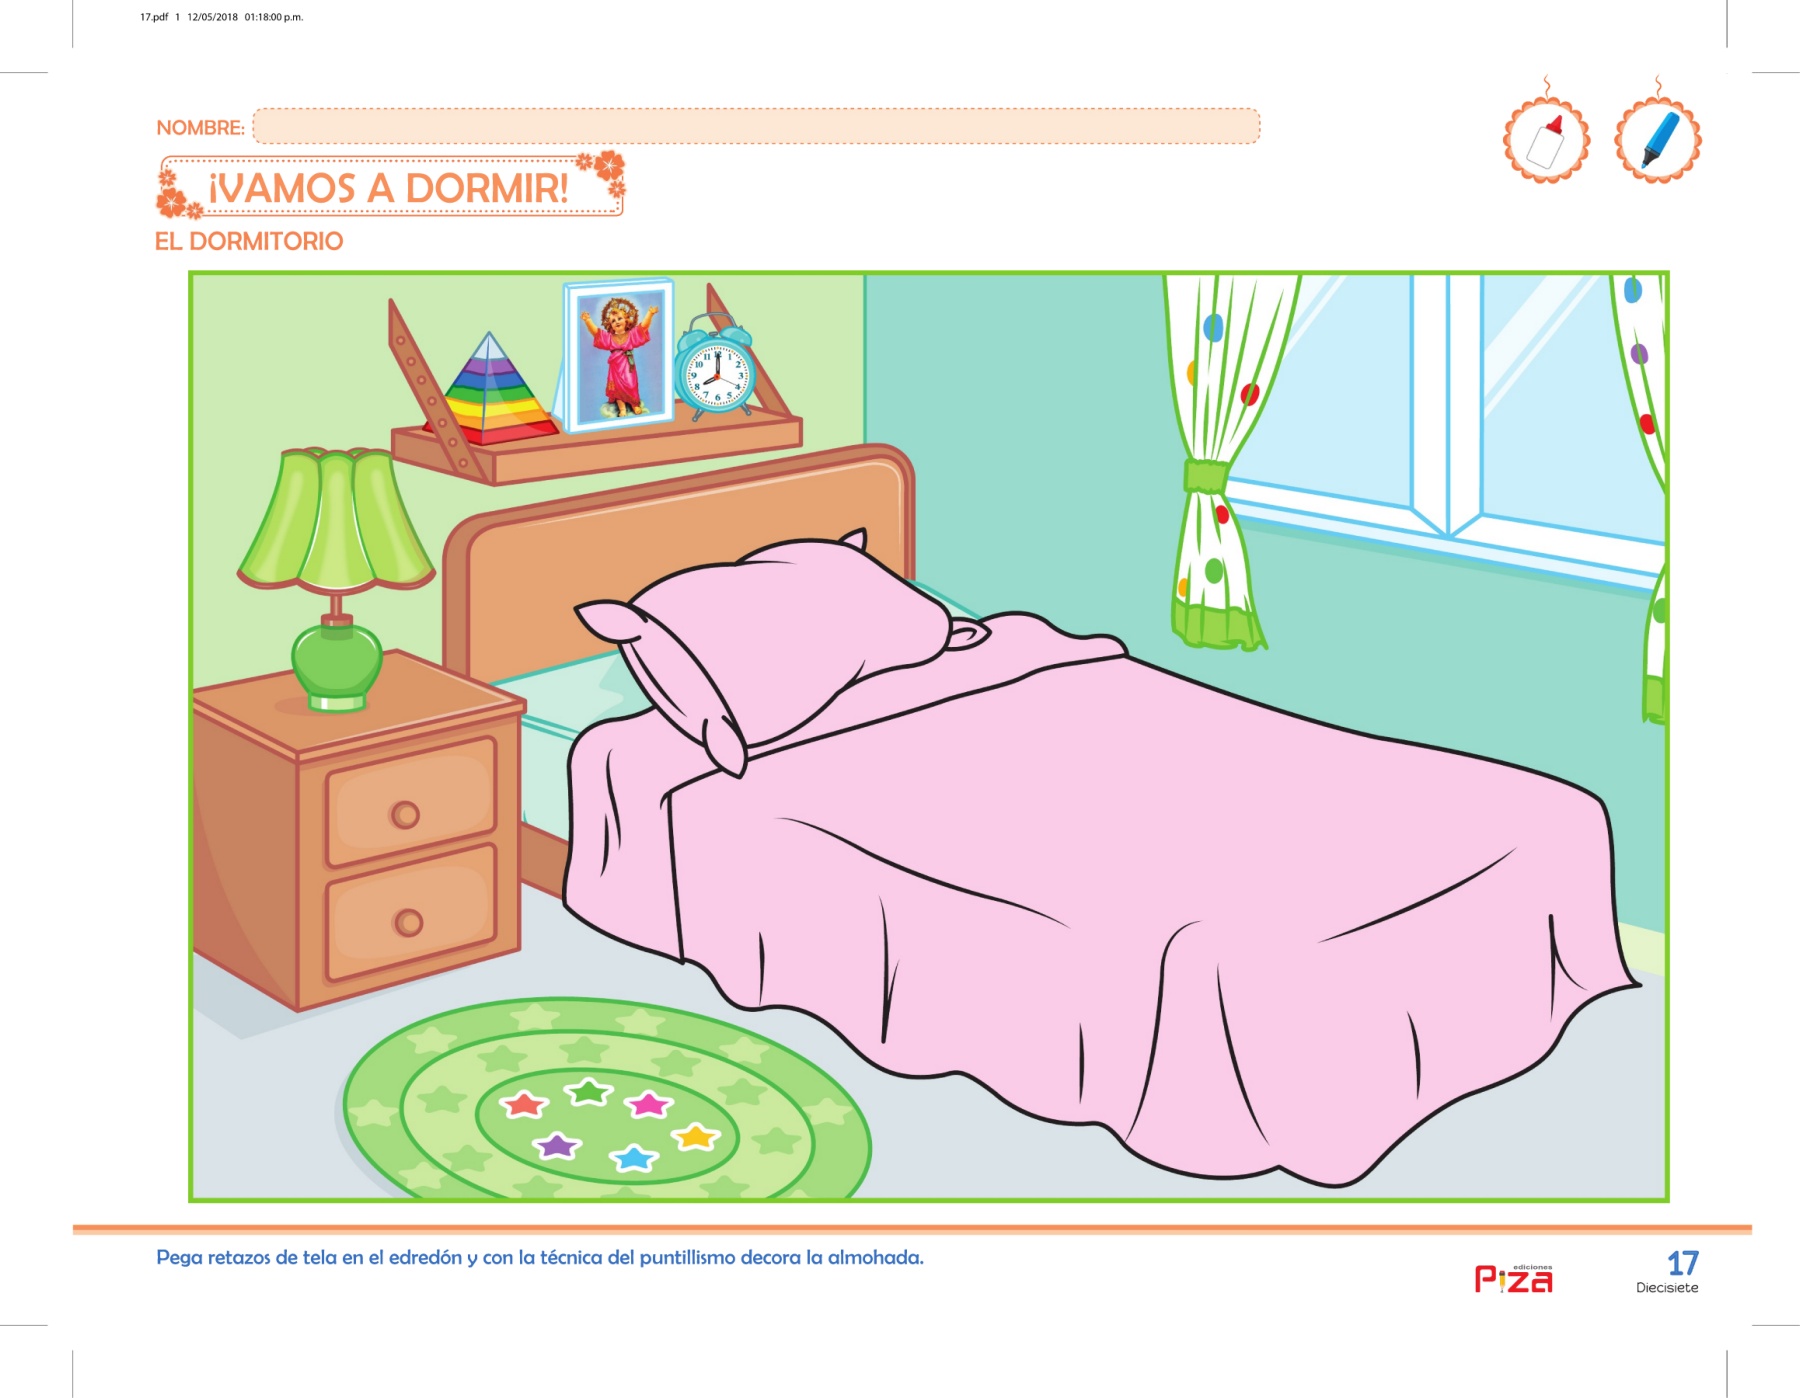 17.pdf 1 12/05/2018 01:18:00 p.m.
NOMBRE:
¡VAMOS A DORMIR!
EL DORMITORIO
11 12 1
10 2
9 3
8 4
7 6 5
Pega retazos de tela en el edredón y con la técnica del puntillismo decora la almohada.
ediciones
Piza
17
Diecisiete